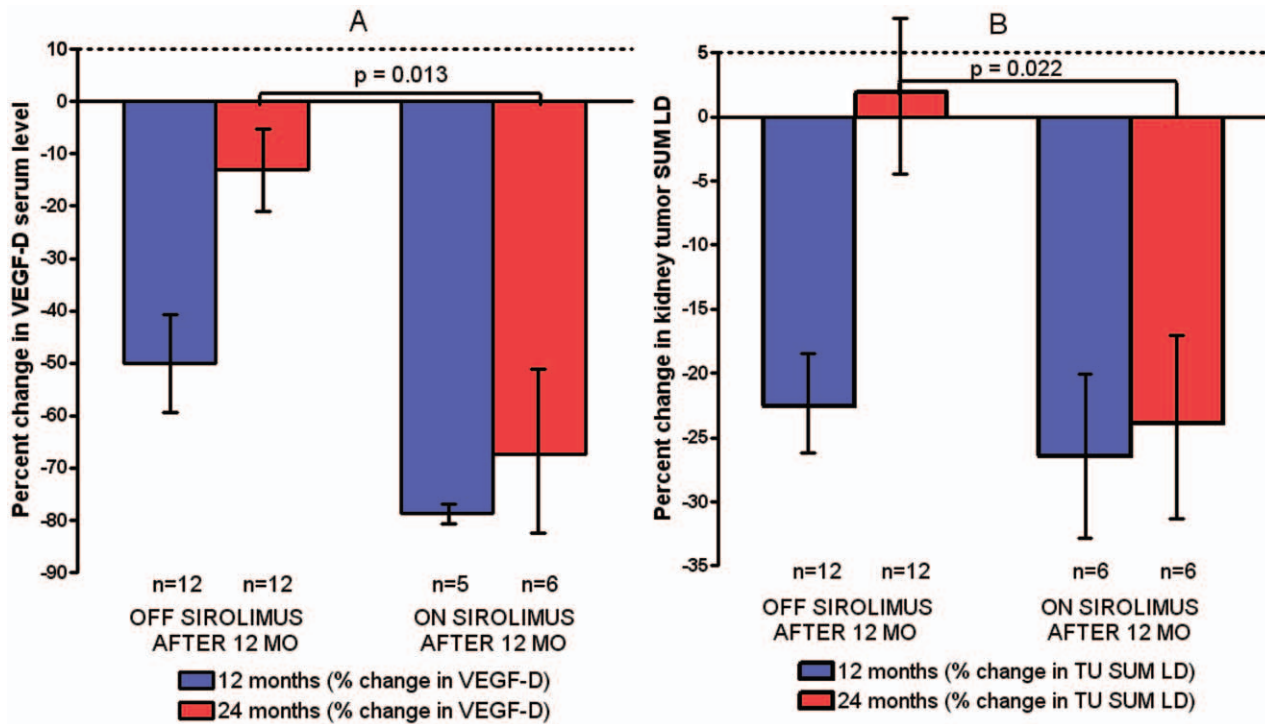 A
Percent change in VEGF-D serum level
10
0
-10
-20
-30
-40
-50
-60
-70
-80
-90
p = 0.013
n=12
n=12
n=5
n=6
OFF SIROLIMUS
AFTER 12 MO
ON SIROLIMUS
AFTER 12 MO
12 months (% change in VEGF-D)
24 months (% change in VEGF-D)
B
Percent change in kidney tumor SUM LD
5
0
-5
-10
-15
-20
-25
-30
-35
p = 0.022
n=12
n=12
n=6
n=6
OFF SIROLIMUS
AFTER 12 MO
ON SIROLIMUS
AFTER 12 MO
12 months (% change in TU SUM LD)
24 months (% change in TU SUM LD)